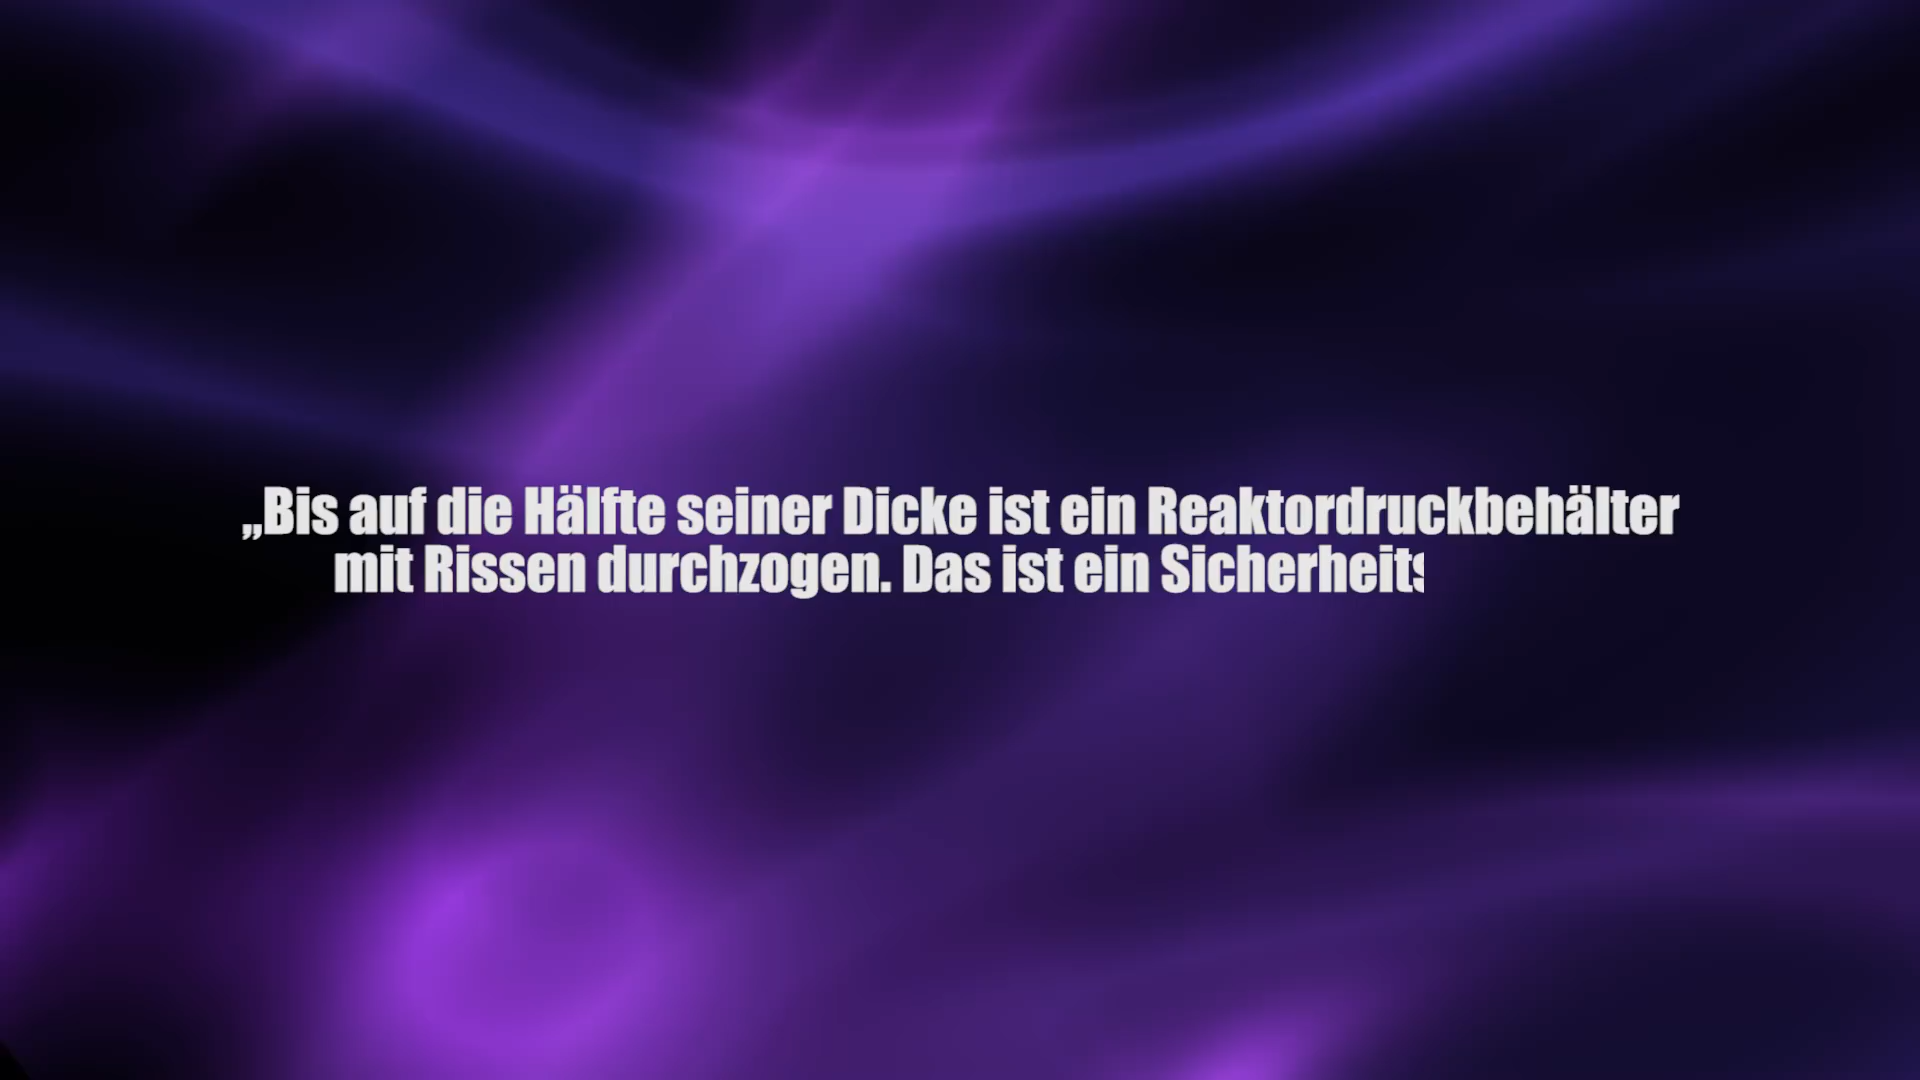 „Bis auf die Hälfte seiner Dicke ist ein Reaktordruckbehälter
mit Rissen durchzogen. Das ist ein Sicherheits